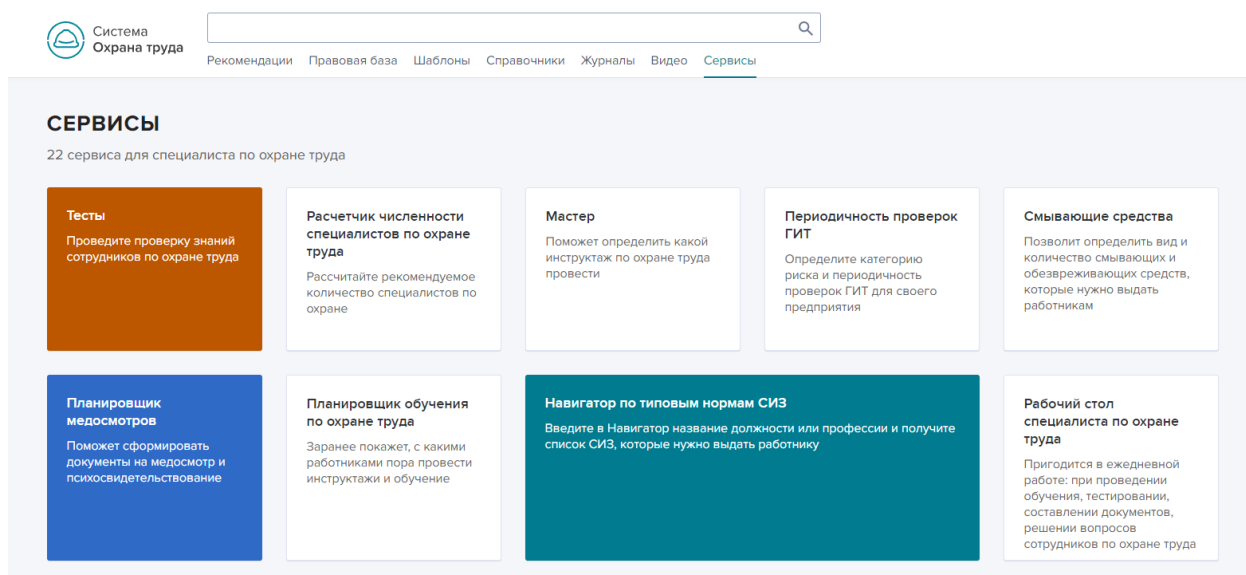 Система
Охрана труда
Рекомендации Правовая база Шаблоны Справочники Журналы Видео Сервисы
СЕРВИСЫ
22 сервиса для специалиста по охране труда
Тесты
Проведите проверку знаний
сотрудников по охране труда
Расчетчик численности
специалистов по охране
труда
Рассчитайте рекомендуемое
количество специалистов по
охране
Мастер
Поможет определить какой
инструктаж по охране труда
провести
Периодичность проверок
ГИТ
Определите категорию
риска и периодичность
проверок ГИТ для своего
предприятия
Смывающие средства
Позволит определить вид и
количество смывающих и
обезвреживающих средств,
которые нужно выдать
работникам
Планировщик
медосмотров
Поможет сформировать
документы на медосмотр и
психосвидетельствование
Планировщик обучения
по охране труда
Заранее покажет, с какими
работниками пора провести
инструктажи и обучение
Навигатор по типовым нормам СИЗ
Введите в Навигатор название должности или профессии и получите
список СИЗ, которые нужно выдать работнику
Рабочий стол
специалиста по охране
труда
Пригодится в ежедневной
работе: при проведении
обучения, тестировании,
составлении документов,
решении вопросов
сотрудников по охране труда